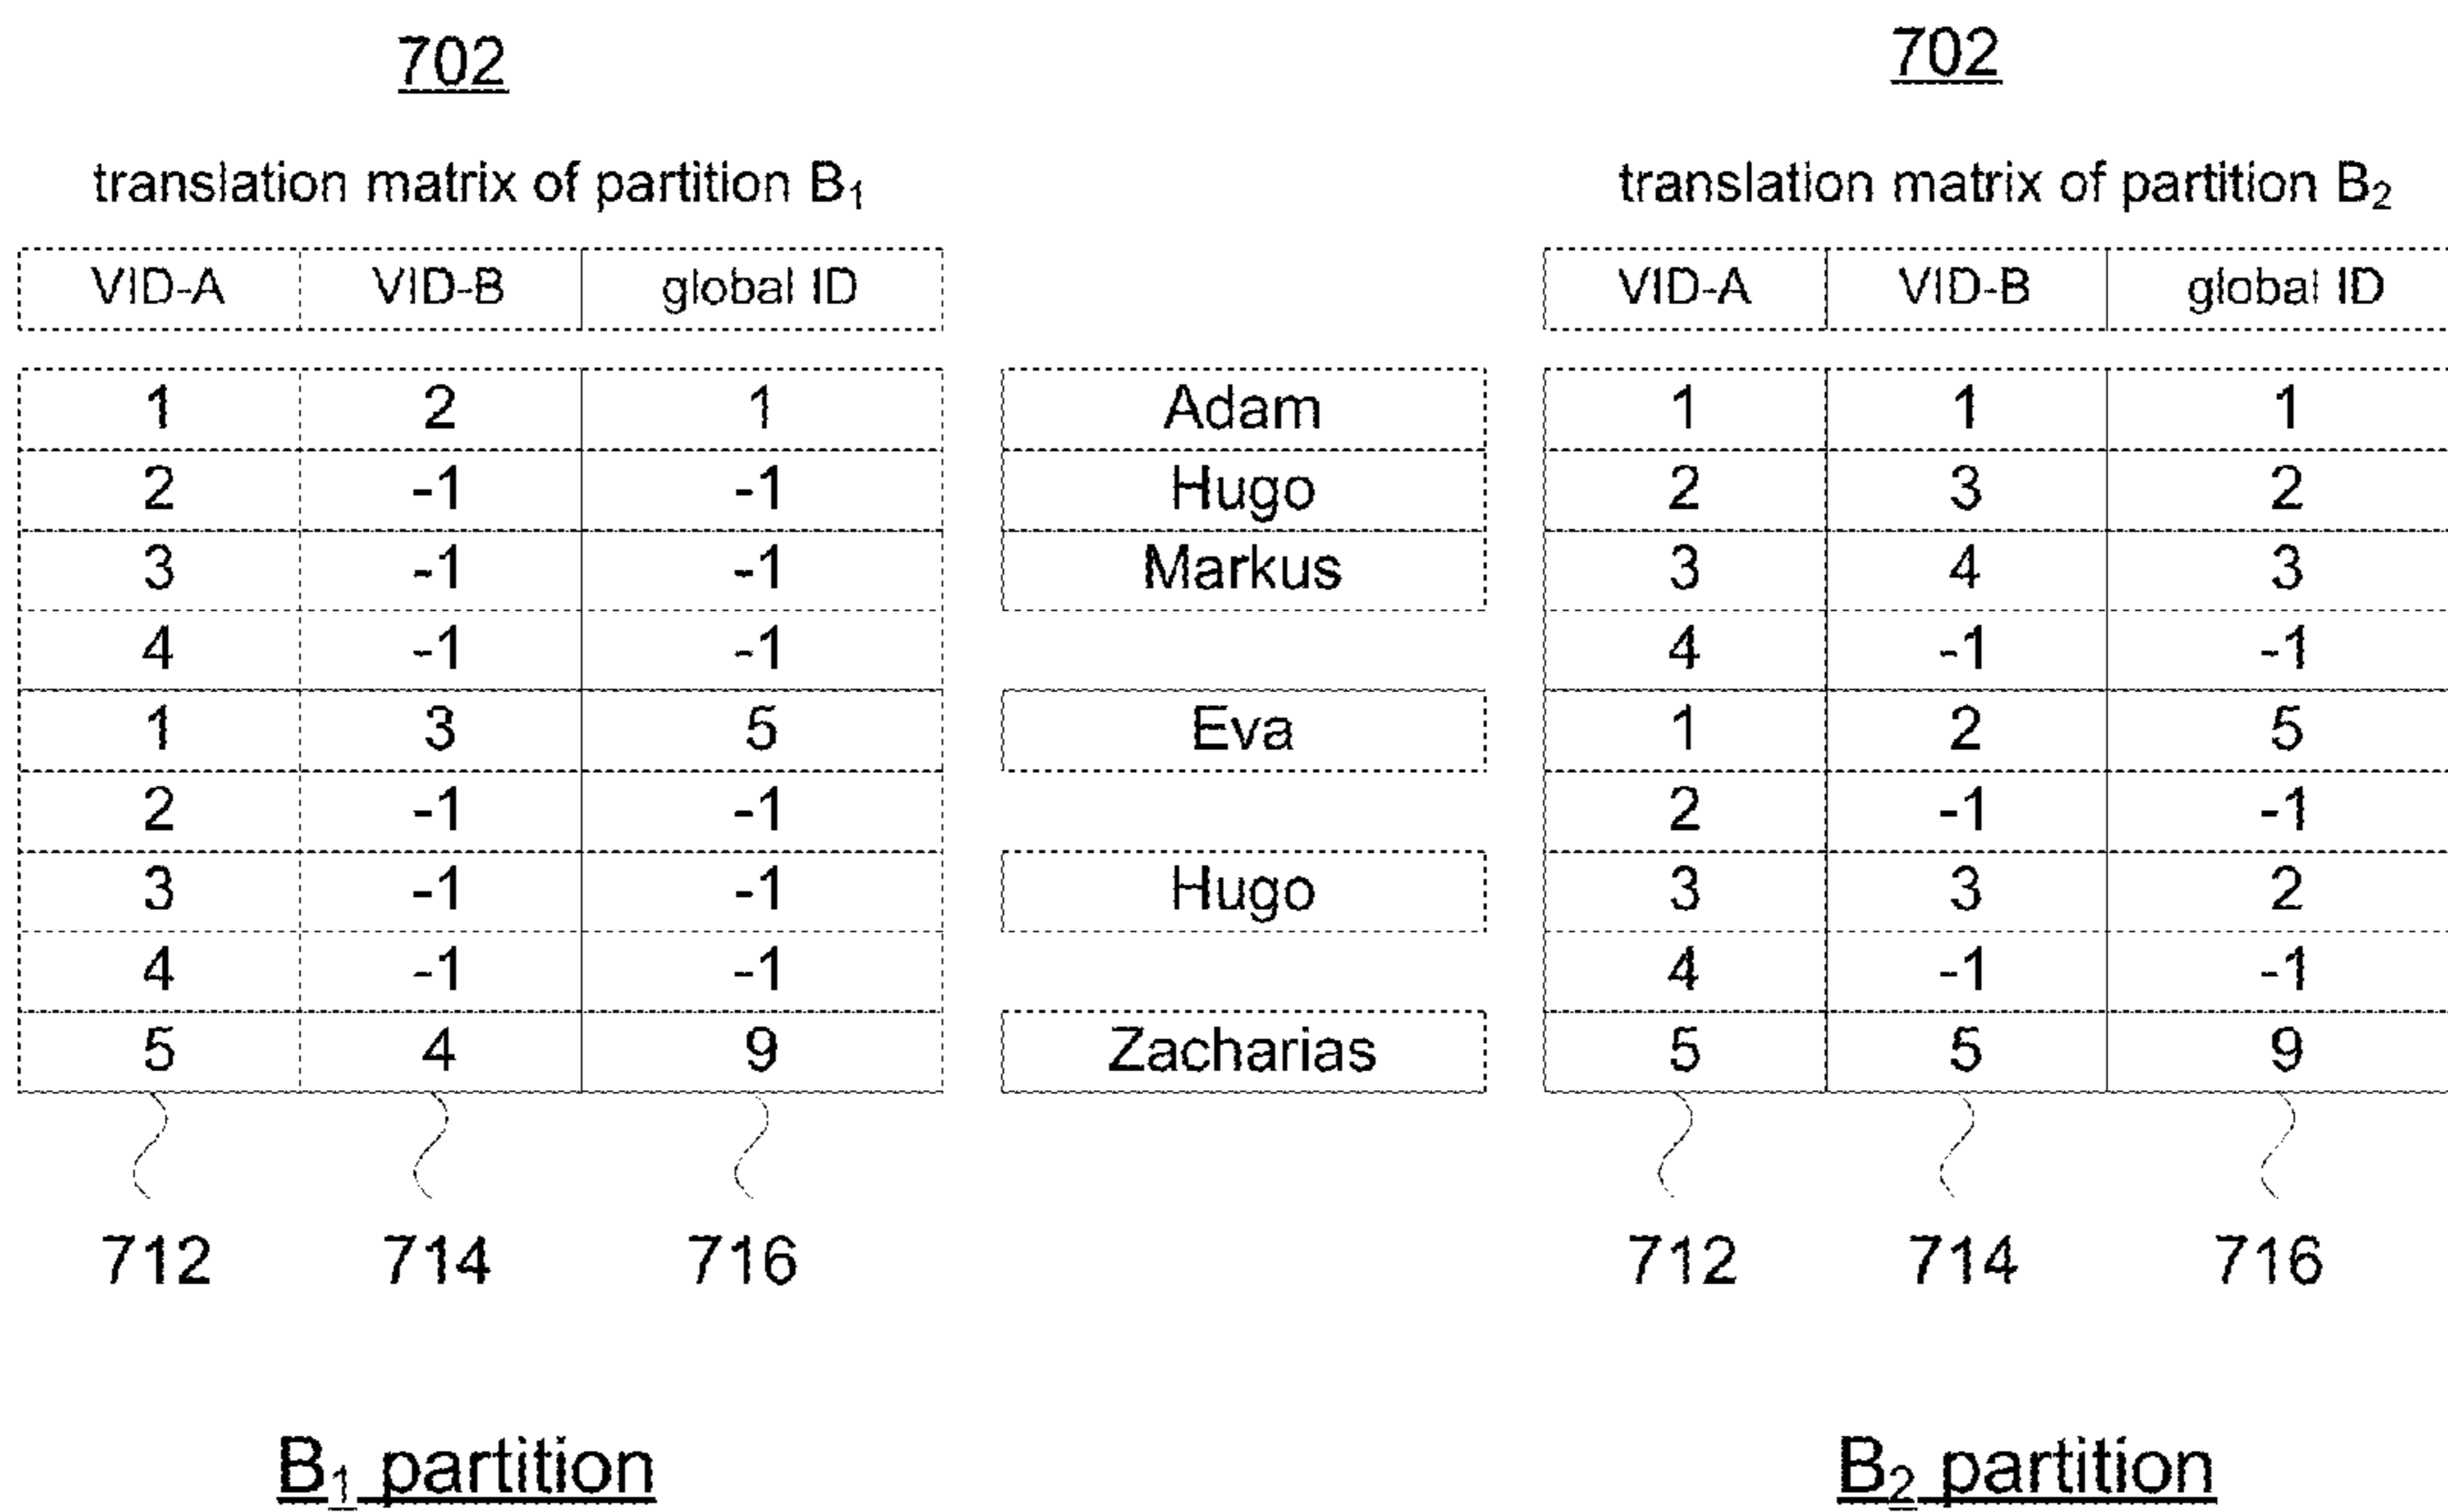 702 702
translation matrix of partition B₁ translation matrix of partition B₂
VID-A VID-B global ID VID-A VID-B global ID
1 2 1 Adam 1 1 1
2 -1 -1 Hugo 2 3 2
3 -1 -1 Markus 3 4 3
4 -1 -1 4 -1 -1
1 3 5 Eva 1 2 5
2 -1 -1 2 -1 -1
3 -1 -1 Hugo 3 3 2
4 -1 -1 4 -1 -1
5 4 9 Zacharias 5 5 9
712 714 716 712 714 716
B₁ partition B₂ partition